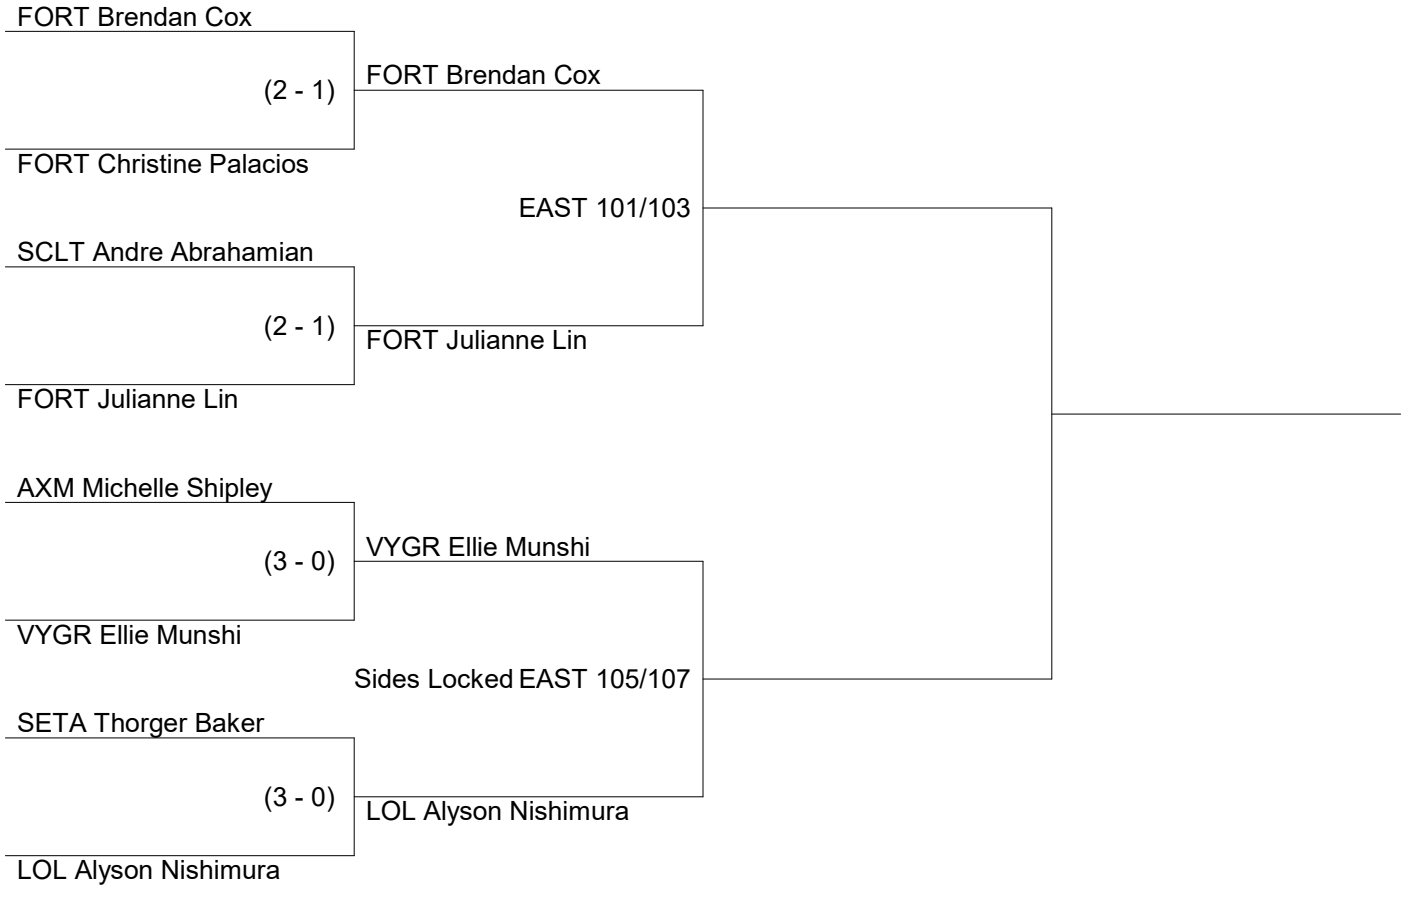 FORT Brendan Cox
FORT Brendan Cox
(2 - 1)
FORT Christine Palacios
EAST 101/103
SCLT Andre Abrahamian
(2 - 1)
FORT Julianne Lin
FORT Julianne Lin
AXM Michelle Shipley
VYGR Ellie Munshi
(3 - 0)
VYGR Ellie Munshi
Sides Locked EAST 105/107
SETA Thorger Baker
(3 - 0)
LOL Alyson Nishimura
LOL Alyson Nishimura